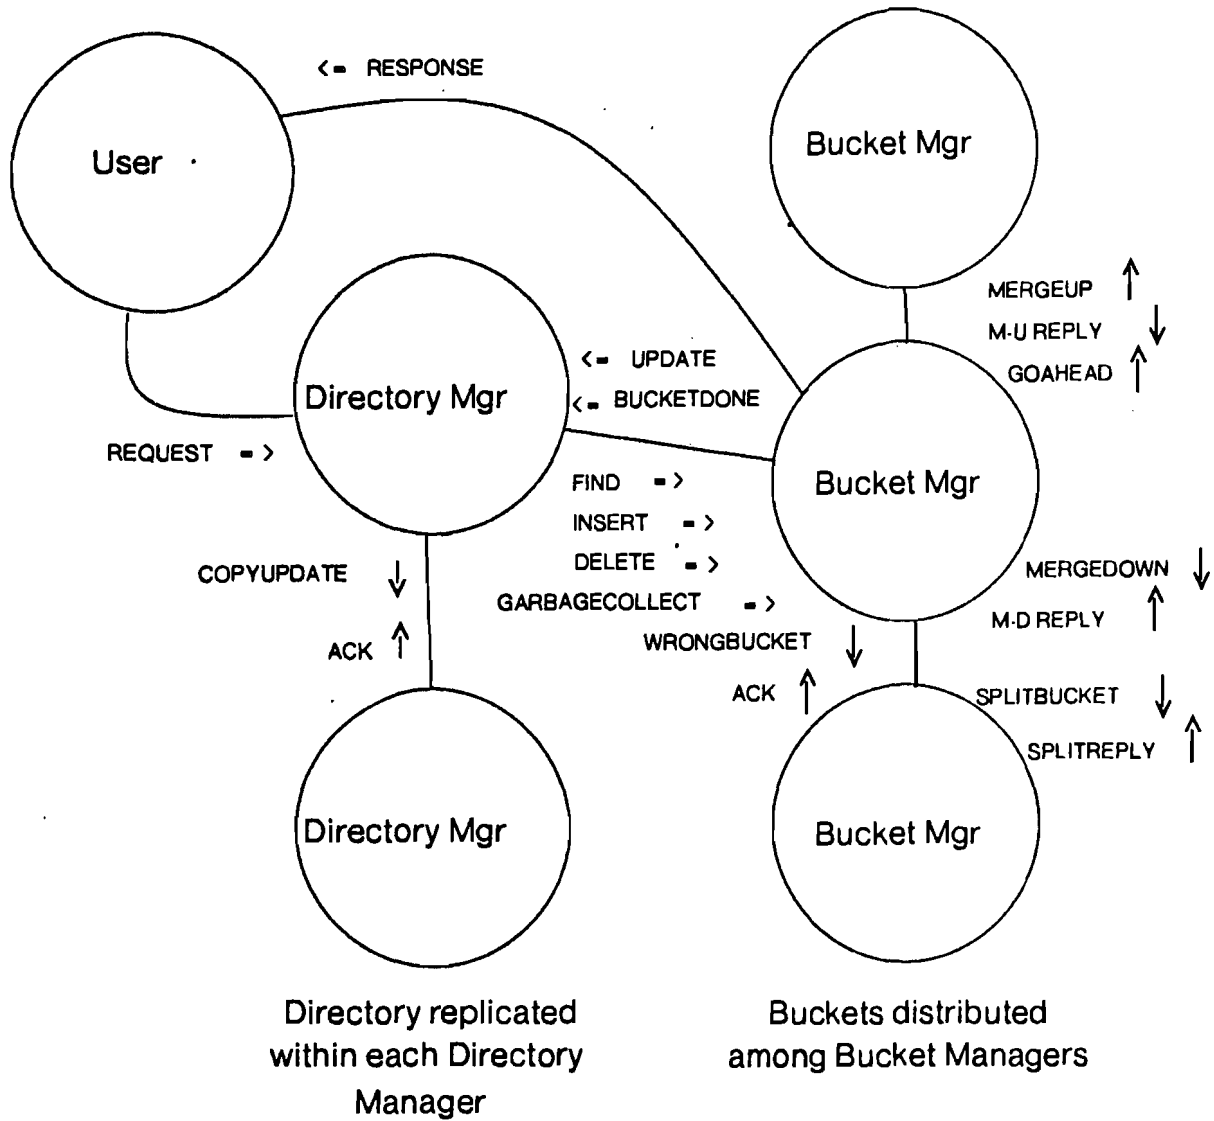 <- RESPONSE
User
Bucket Mgr
MERGEUP ↑
M-U REPLY ↓
GOAHEAD ↑
<- UPDATE
<- BUCKETDONE
Directory Mgr
REQUEST ->
Bucket Mgr
FIND ->
INSERT ->
DELETE ->
GARBAGECOLLECT ->
COPYUPDATE ↓
ACK ↑
MERGEDOWN ↓
M-D REPLY ↑
WRONGBUCKET ↓
ACK ↑
SPLITBUCKET ↓
SPLITREPLY ↑
Directory Mgr
Bucket Mgr
Directory replicated
within each Directory
Manager
Buckets distributed
among Bucket Managers